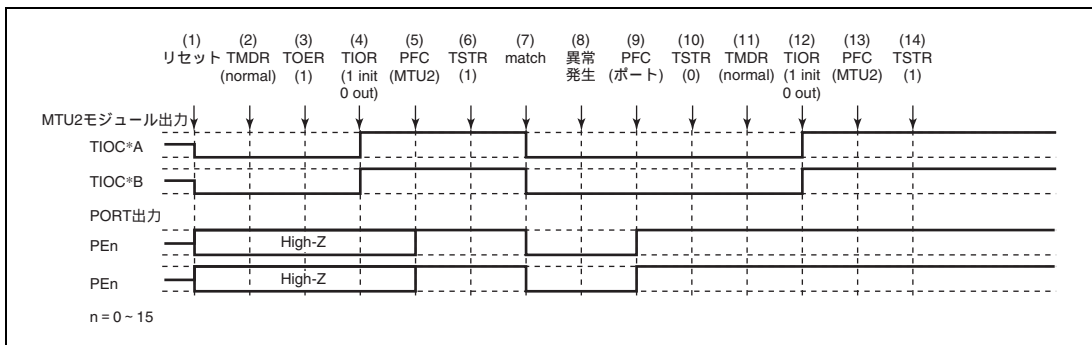 (1) (2) (3) (4) (5) (6) (7) (8) (9) (10) (11) (12) (13) (14)
リセット TMDR TOER TIOR PFC TSTR match 異常 PFC TSTR TMDR TIOR PFC TSTR
(normal) (1) (1 init (MTU2) (1) 発生 (ポート) (0) (normal) (1 init (MTU2) (1)
0 out) 0 out)
MTU2モジュール出力
TIOC*A
TIOC*B
PORT出力
PEn High-Z
PEn High-Z
n = 0 ~ 15